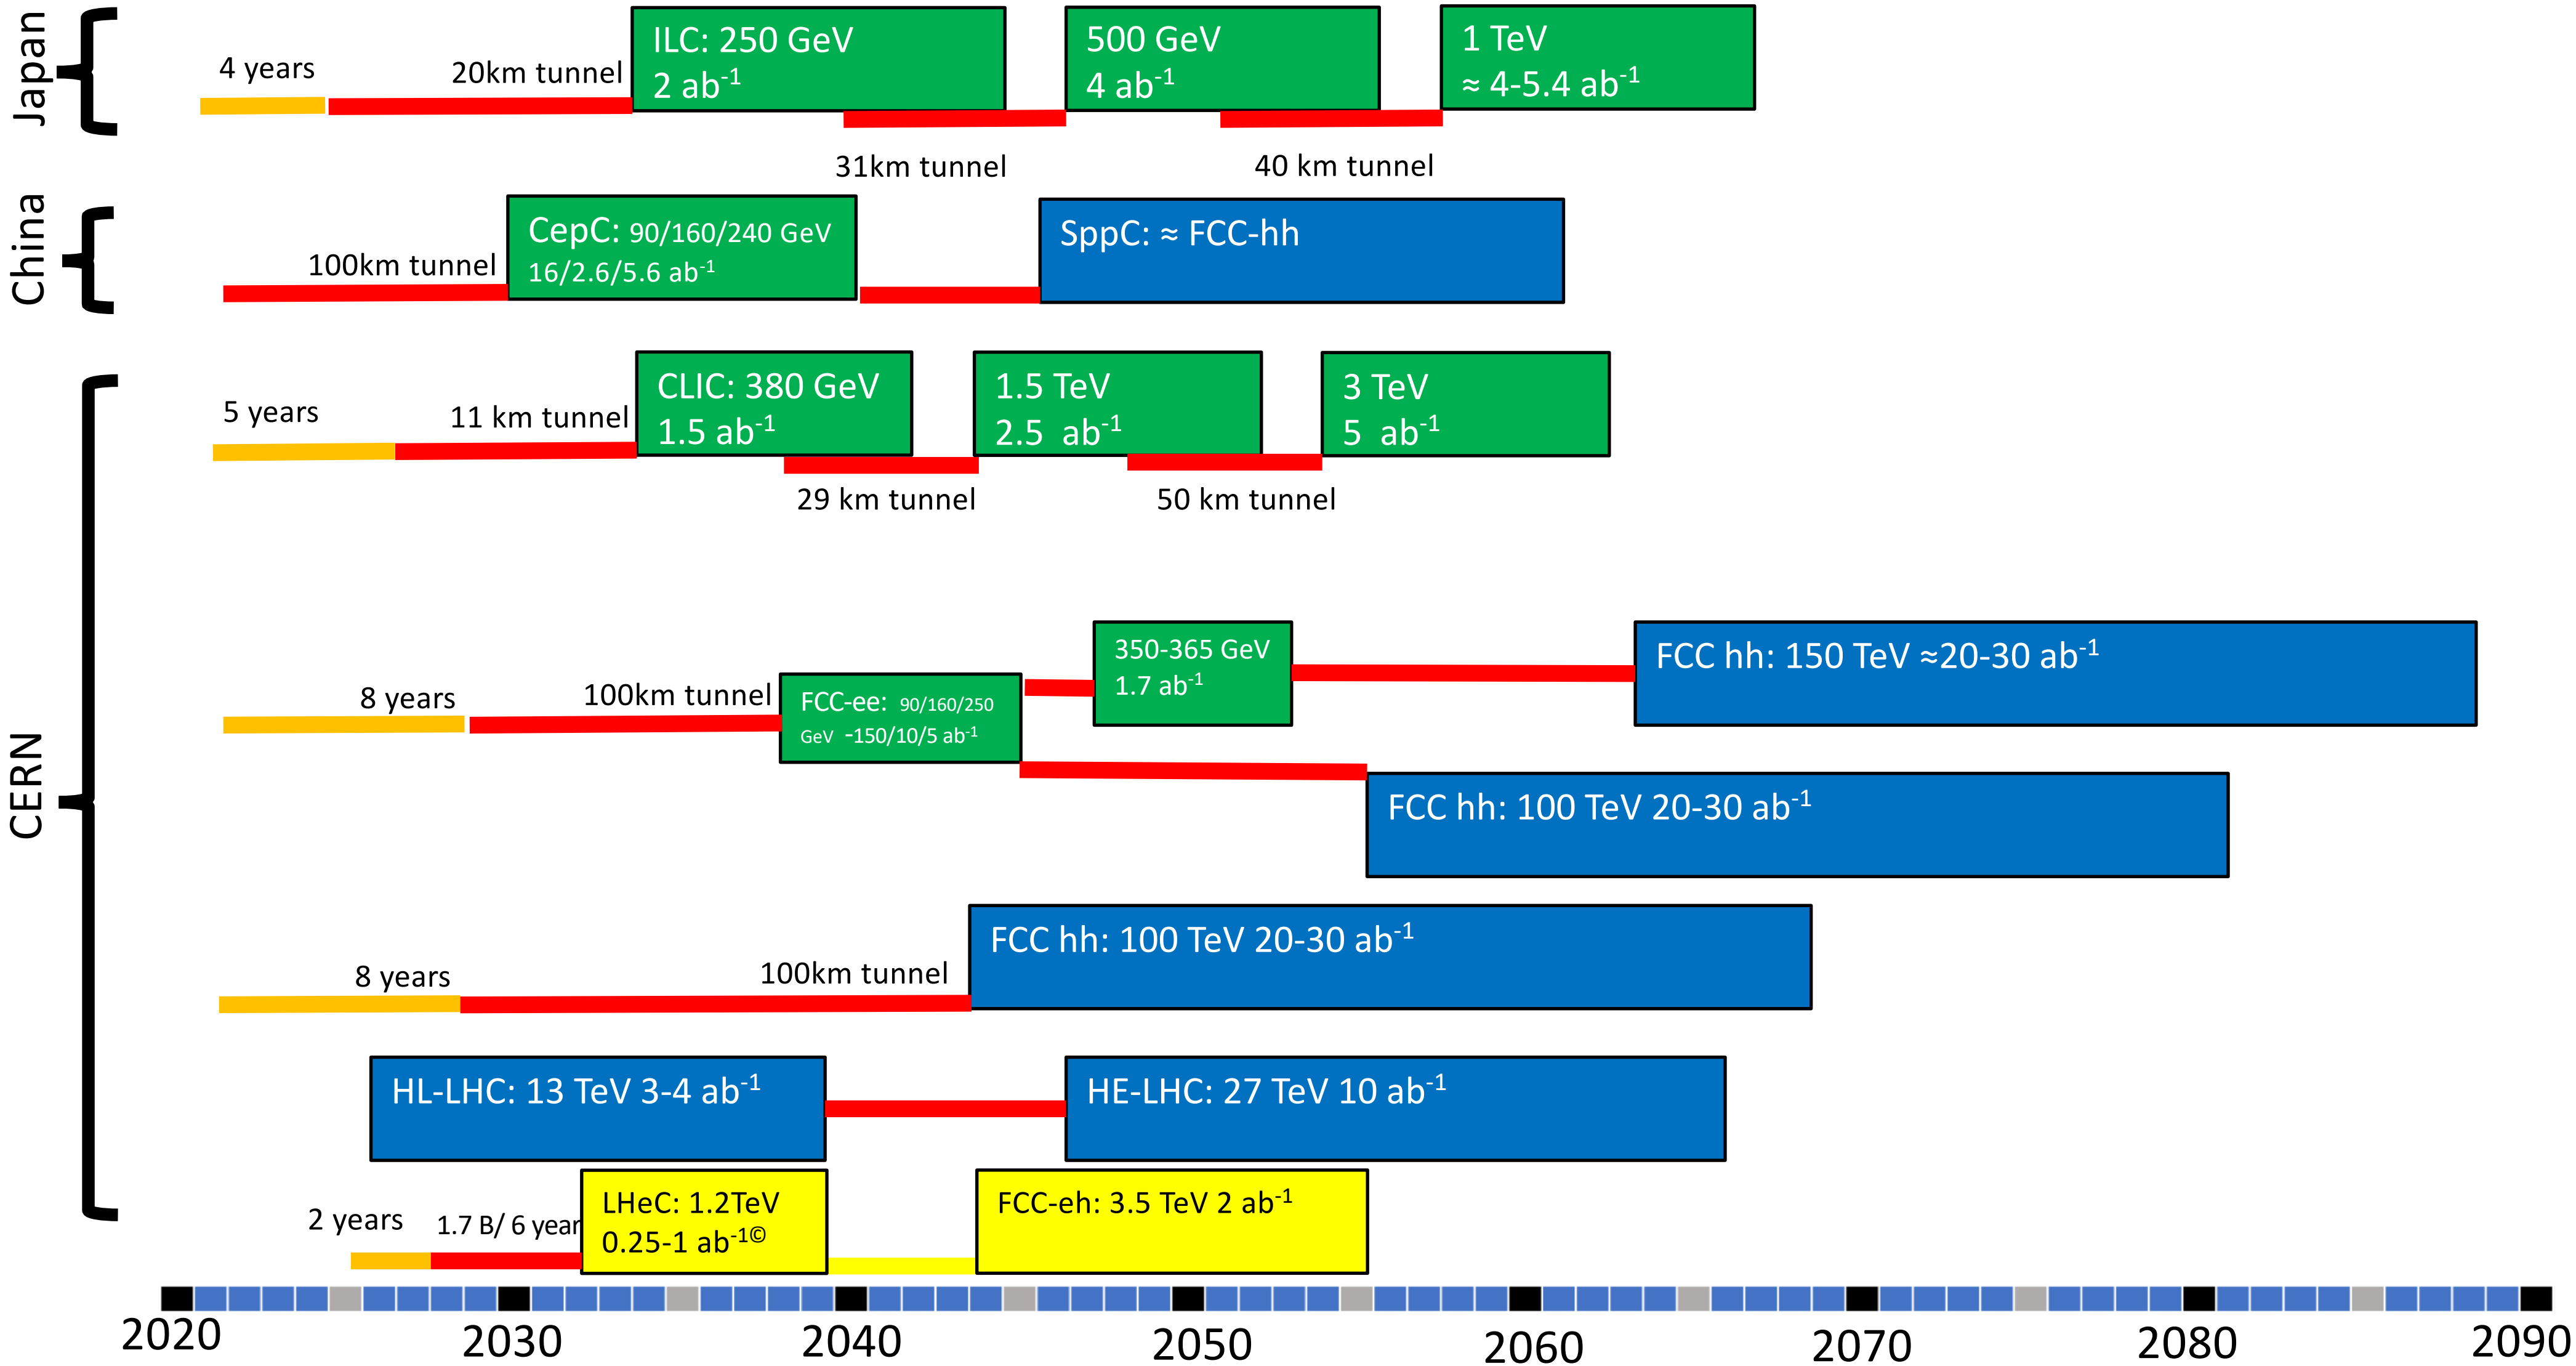 Japan
4 years
20km tunnel
ILC: 250 GeV
2 ab-1
500 GeV
4 ab-1
1 TeV
≈ 4-5.4 ab-1
31km tunnel
40 km tunnel
China
100km tunnel
CepC: 90/160/240 GeV
16/2.6/5.6 ab-1
SppC: ≈ FCC-hh
CERN
5 years
11 km tunnel
CLIC: 380 GeV
1.5 ab-1
1.5 TeV
2.5 ab-1
3 TeV
5 ab-1
29 km tunnel
50 km tunnel
8 years
100km tunnel
FCC-ee: 90/160/250
GeV -150/10/5 ab-1
350-365 GeV
1.7 ab-1
FCC hh: 150 TeV ≈20-30 ab-1
FCC hh: 100 TeV 20-30 ab-1
8 years
100km tunnel
FCC hh: 100 TeV 20-30 ab-1
HL-LHC: 13 TeV 3-4 ab-1
HE-LHC: 27 TeV 10 ab-1
2 years
1.7 B/ 6 year
LHeC: 1.2TeV
0.25-1 ab-1©
FCC-eh: 3.5 TeV 2 ab-1
2020 2030 2040 2050 2060 2070 2080 2090